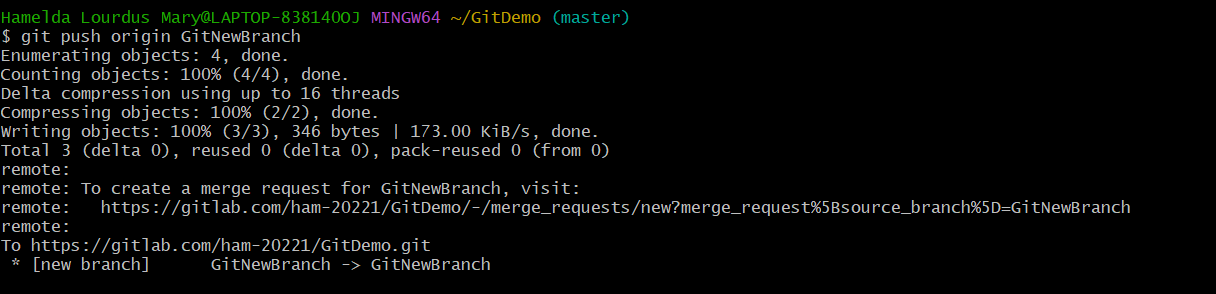 Hamelda Lourdus Mary@LAPTOP-838140OJ MINGW64 ~/GitDemo (master)
$ git push origin GitNewBranch
Enumerating objects: 4, done.
Counting objects: 100% (4/4), done.
Delta compression using up to 16 threads
Compressing objects: 100% (2/2), done.
Writing objects: 100% (3/3), 346 bytes | 173.00 KiB/s, done.
Total 3 (delta 0), reused 0 (delta 0), pack-reused 0 (from 0)
remote:
remote: To create a merge request for GitNewBranch, visit:
remote:   https://gitlab.com/ham-20221/GitDemo/-/merge_requests/new?merge_request%5Bsource_branch%5D=GitNewBranch
remote:
To https://gitlab.com/ham-20221/GitDemo.git
 * [new branch]      GitNewBranch -> GitNewBranch